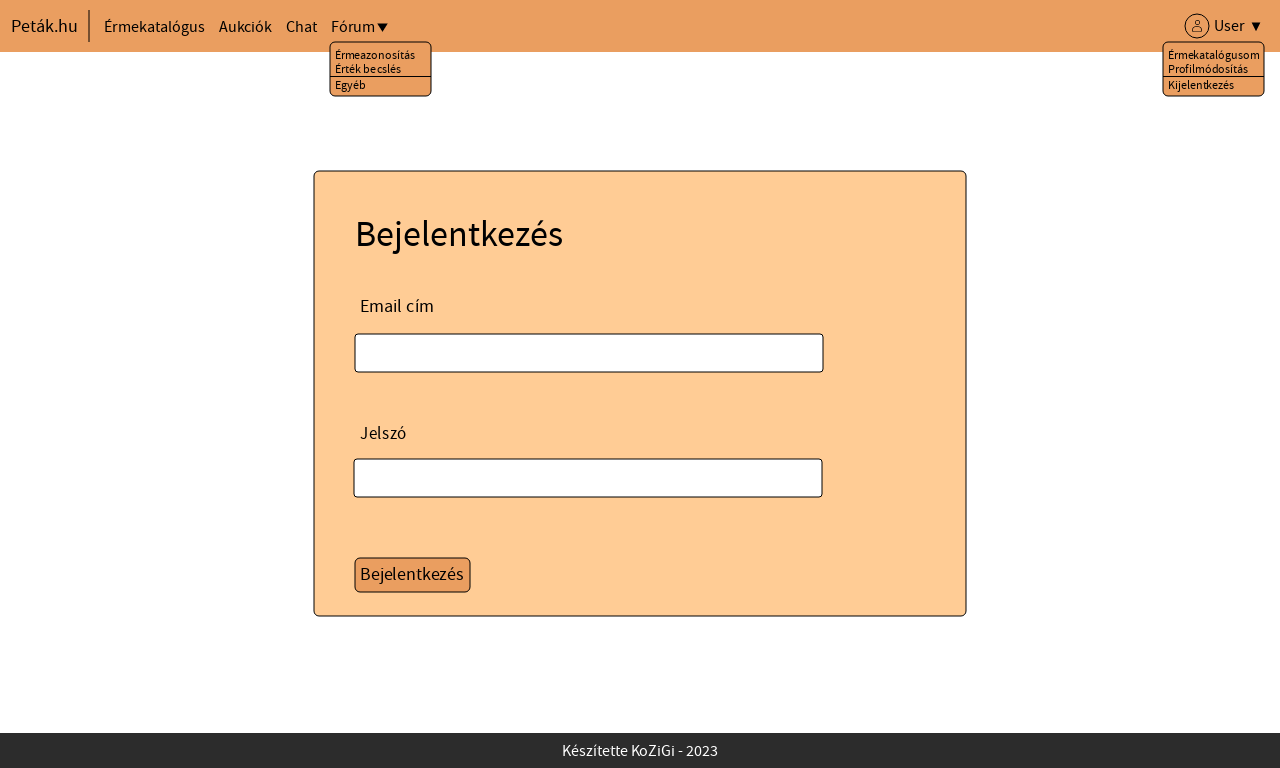 Peták.hu
Érmekatalógus
Aukciók
Chat
Fórum▼
User ▼
Érmeazonosítás
Érték becslés
Egyéb
Érmekatalógusom
Profilmódosítás
Kijelentkezés
Bejelentkezés
Email cím
Jelszó
Bejelentkezés
Készítette KoZiGi - 2023